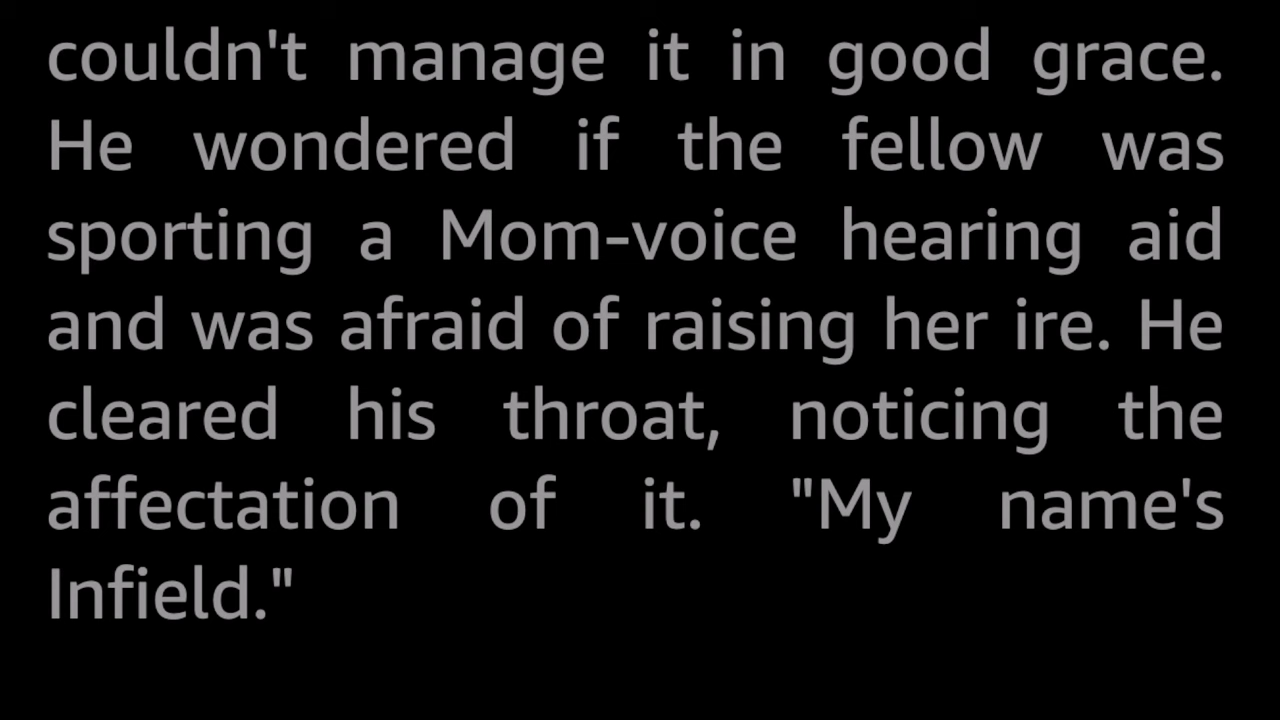 couldn't manage it in good grace.
He wondered if the fellow was
sporting a Mom-voice hearing aid
and was afraid of raising her ire. He
cleared his throat, noticing the
affectation of it. "My name's
Infield."